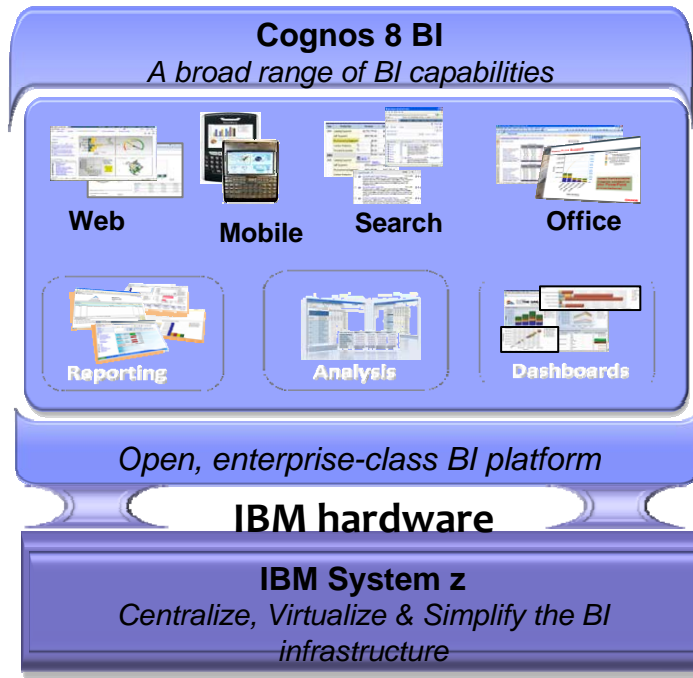 Cognos 8 BI
A broad range of BI capabilities
Web
Mobile
Search
Office
Reporting
Analysis
Dashboards
Open, enterprise-class BI platform
IBM hardware
IBM System z
Centralize, Virtualize & Simplify the BI
infrastructure